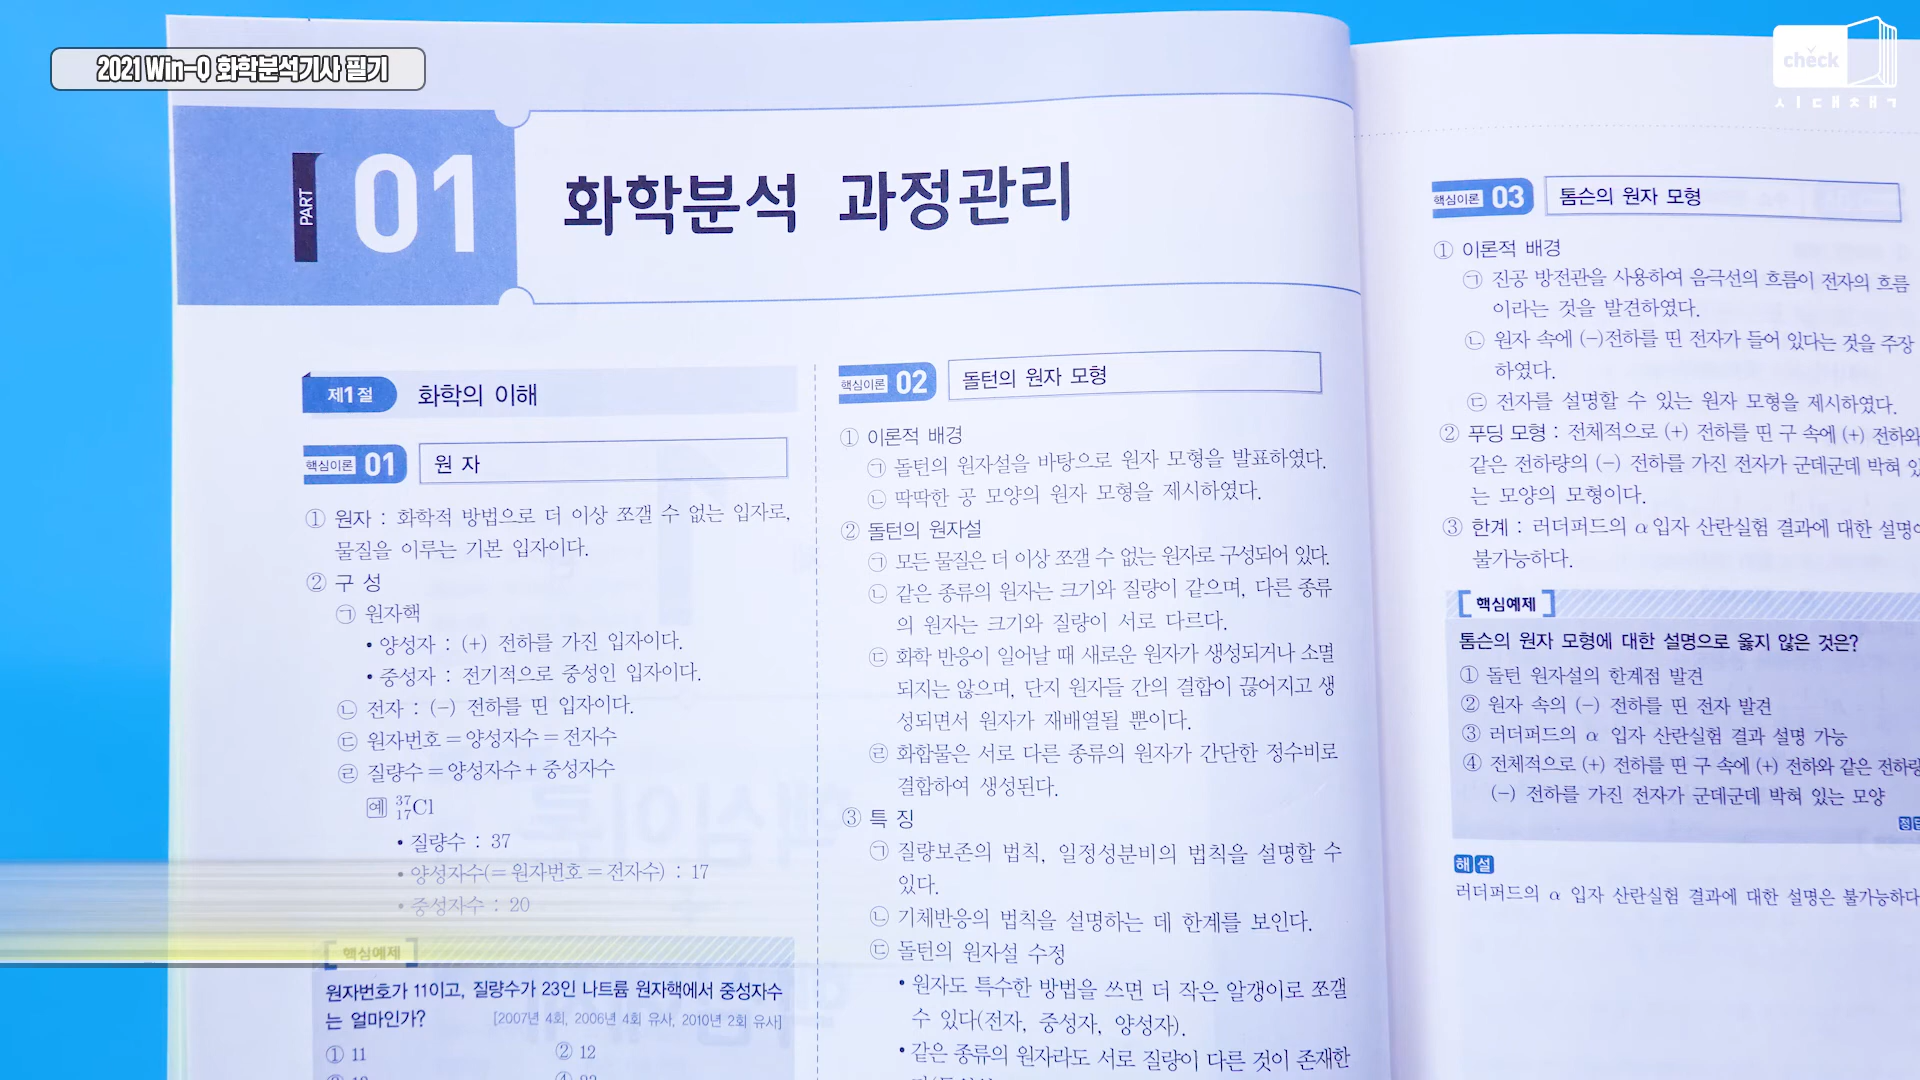 2021 Win-Q 화학분석기사 필기
check
시대책ㄱ
PART
01
화학분석 과정관리
제1절 화학의 이해
핵심이론 01 원 자
① 원자 : 화학적 방법으로 더 이상 쪼갤 수 없는 입자로,
물질을 이루는 기본 입자이다.
② 구 성
㉠ 원자핵
• 양성자 : (+) 전하를 가진 입자이다.
• 중성자 : 전기적으로 중성인 입자이다.
㉡ 전자 : (-) 전하를 띤 입자이다.
㉢ 원자번호 = 양성자수 = 전자수
㉣ 질량수 = 양성자수 + 중성자수
예 ³⁷₁₇Cl
• 질량수 : 37
• 양성자수(= 원자번호 = 전자수) : 17
• 중성자수 : 20
핵심예제
원자번호가 11이고, 질량수가 23인 나트륨 원자핵에서 중성자수
는 얼마인가?
[2007년 4회, 2006년 4회 유사, 2010년 2회 유사]
① 11 ② 12
핵심이론 02 돌턴의 원자 모형
① 이론적 배경
㉠ 돌턴의 원자설을 바탕으로 원자 모형을 발표하였다.
㉡ 딱딱한 공 모양의 원자 모형을 제시하였다.
② 돌턴의 원자설
㉠ 모든 물질은 더 이상 쪼갤 수 없는 원자로 구성되어 있다.
㉡ 같은 종류의 원자는 크기와 질량이 같으며, 다른 종류
의 원자는 크기와 질량이 서로 다르다.
㉢ 화학 반응이 일어날 때 새로운 원자가 생성되거나 소멸
되지는 않으며, 단지 원자들 간의 결합이 끊어지고 생
성되면서 원자가 재배열될 뿐이다.
㉣ 화합물은 서로 다른 종류의 원자가 간단한 정수비로
결합하여 생성된다.
③ 특 징
㉠ 질량보존의 법칙, 일정성분비의 법칙을 설명할 수
있다.
㉡ 기체반응의 법칙을 설명하는 데 한계를 보인다.
㉢ 돌턴의 원자설 수정
• 원자도 특수한 방법을 쓰면 더 작은 알갱이로 쪼갤
수 있다(전자, 중성자, 양성자).
• 같은 종류의 원자라도 서로 질량이 다른 것이 존재한
핵심이론 03 톰슨의 원자 모형
① 이론적 배경
㉠ 진공 방전관을 사용하여 음극선의 흐름이 전자의 흐름
이라는 것을 발견하였다.
㉡ 원자 속에 (-)전하를 띤 전자가 들어 있다는 것을 주장
하였다.
㉢ 전자를 설명할 수 있는 원자 모형을 제시하였다.
② 푸딩 모형 : 전체적으로 (+) 전하를 띤 구 속에 (+) 전하와
같은 전하량의 (-) 전하를 가진 전자가 군데군데 박혀 있
는 모양의 모형이다.
③ 한계 : 러더퍼드의 α입자 산란실험 결과에 대한 설명이
불가능하다.
핵심예제
톰슨의 원자 모형에 대한 설명으로 옳지 않은 것은?
① 돌턴 원자설의 한계점 발견
② 원자 속의 (-) 전하를 띤 전자 발견
③ 러더퍼드의 α 입자 산란실험 결과 설명 가능
④ 전체적으로 (+) 전하를 띤 구 속에 (+) 전하와 같은 전하량
(-) 전하를 가진 전자가 군데군데 박혀 있는 모양
해설
러더퍼드의 α 입자 산란실험 결과에 대한 설명은 불가능하다